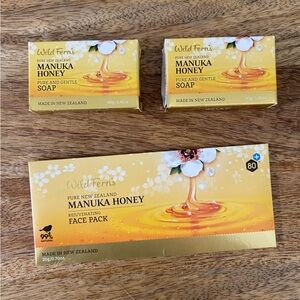 Wild Ferns
PURE NEW ZEALAND
MANUKA
HONEY
PURE AND GENTLE
SOAP
MADE IN NEW ZEALAND
Wild Ferns
PURE NEW ZEALAND
MANUKA
HONEY
PURE AND GENTLE
SOAP
MADE IN NEW ZEALAND
Wild Ferns
PURE NEW ZEALAND
MANUKA HONEY
REJUVENATING
FACE PACK
80
99%
MADE IN NEW ZEALAND